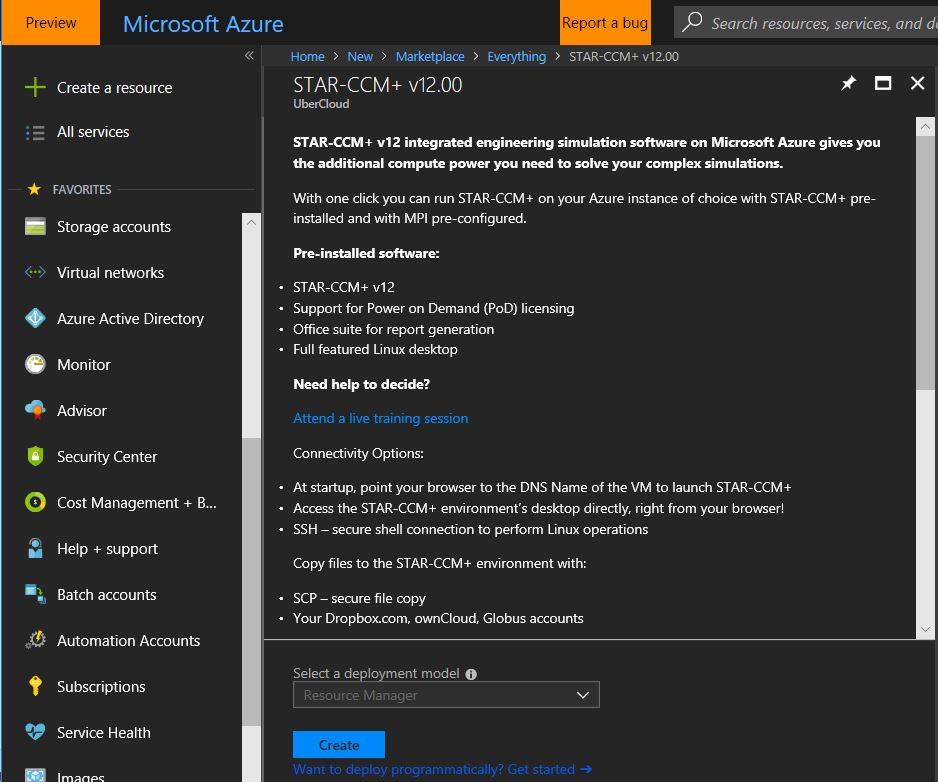 Preview
Microsoft Azure
Report a bug
Search resources, services, and do
«
Create a resource
All services
FAVORITES
Storage accounts
Virtual networks
Azure Active Directory
Monitor
Advisor
Security Center
Cost Management + B...
Help + support
Batch accounts
Automation Accounts
Subscriptions
Service Health
Images
Home > New > Marketplace > Everything > STAR-CCM+ v12.00
STAR-CCM+ v12.00
UberCloud
STAR-CCM+ v12 integrated engineering simulation software on Microsoft Azure gives you
the additional compute power you need to solve your complex simulations.
With one click you can run STAR-CCM+ on your Azure instance of choice with STAR-CCM+ pre-
installed and with MPI pre-configured.
Pre-installed software:
• STAR-CCM+ v12
• Support for Power on Demand (PoD) licensing
• Office suite for report generation
• Full featured Linux desktop
Need help to decide?
Attend a live training session
Connectivity Options:
• At startup, point your browser to the DNS Name of the VM to launch STAR-CCM+
• Access the STAR-CCM+ environment's desktop directly, right from your browser!
• SSH – secure shell connection to perform Linux operations
Copy files to the STAR-CCM+ environment with:
• SCP – secure file copy
• Your Dropbox.com, ownCloud, Globus accounts
Select a deployment model
Resource Manager
Create
Want to deploy programmatically? Get started →